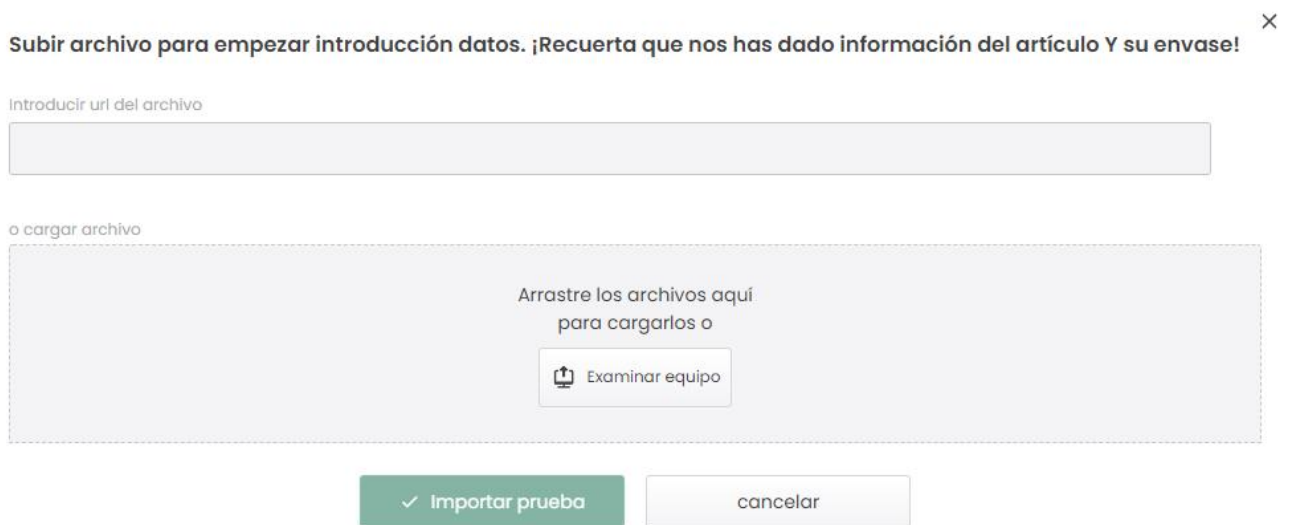 Subir archivo para empezar introducción datos. ¡Recuerta que nos has dado información del artículo Y su envase!
Introducir url del archivo
o cargar archivo
Arrastre los archivos aquí
para cargarlos o
Examinar equipo
Importar prueba
cancelar